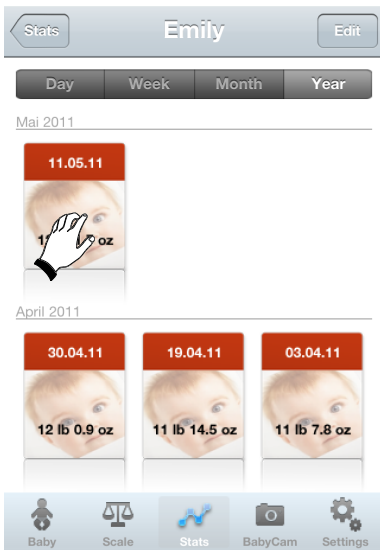 Stats Emily Edit
Day Week Month Year
Mai 2011
11.05.11
oz
April 2011
30.04.11 19.04.11 03.04.11
12 lb 0.9 oz 11 lb 14.5 oz 11 lb 7.8 oz
Baby Scale Stats BabyCam Settings